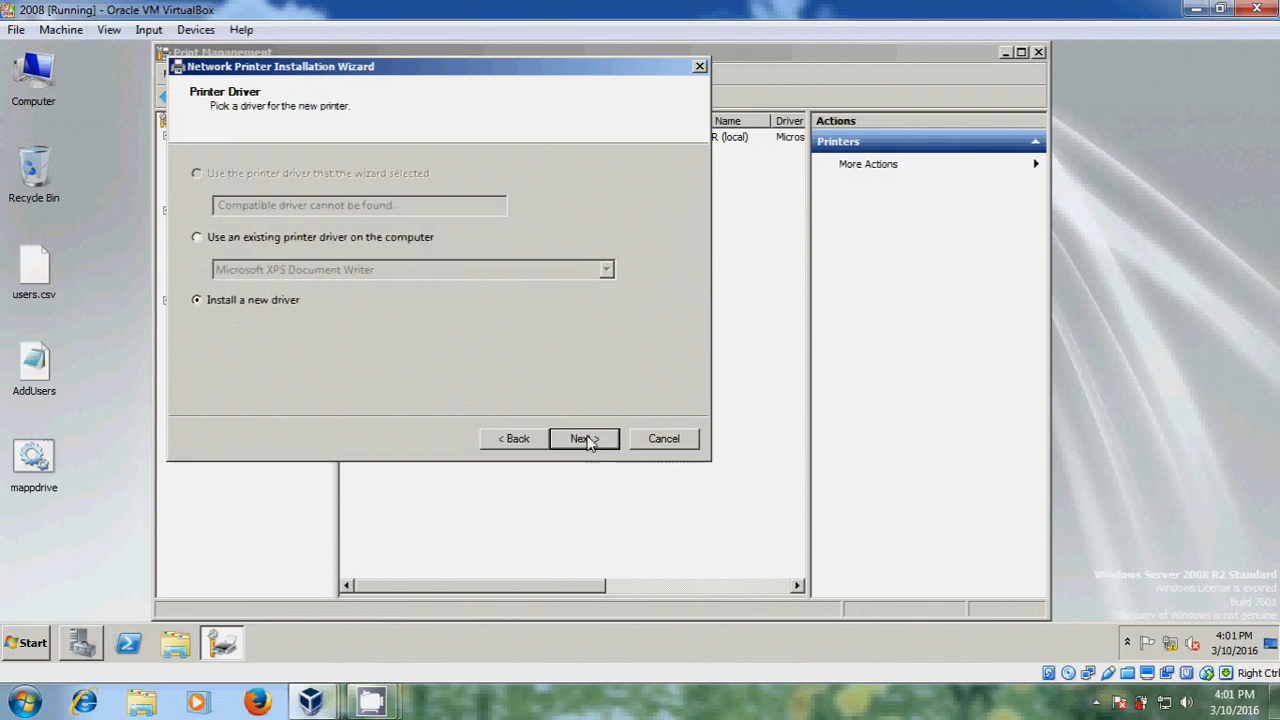 2008 [Running] - Oracle VM VirtualBox
File Machine View Input Devices Help
Print Management
Network Printer Installation Wizard
Printer Driver
Pick a driver for the new printer.
Use the printer driver that the wizard selected
Compatible driver cannot be found.
Use an existing printer driver on the computer
Microsoft XPS Document Writer
Install a new driver
< Back
Next >
Cancel
Name
Driver
R (local)
Micros
Actions
Printers
More Actions
Computer
Recycle Bin
users.csv
AddUsers
mappdrive
Windows Server 2008 R2 Standard
Windows License is expired
Build 7601
This copy of Windows is not genuine
Start
4:01 PM
3/10/2016
Right Ctrl
4:01 PM
3/10/2016